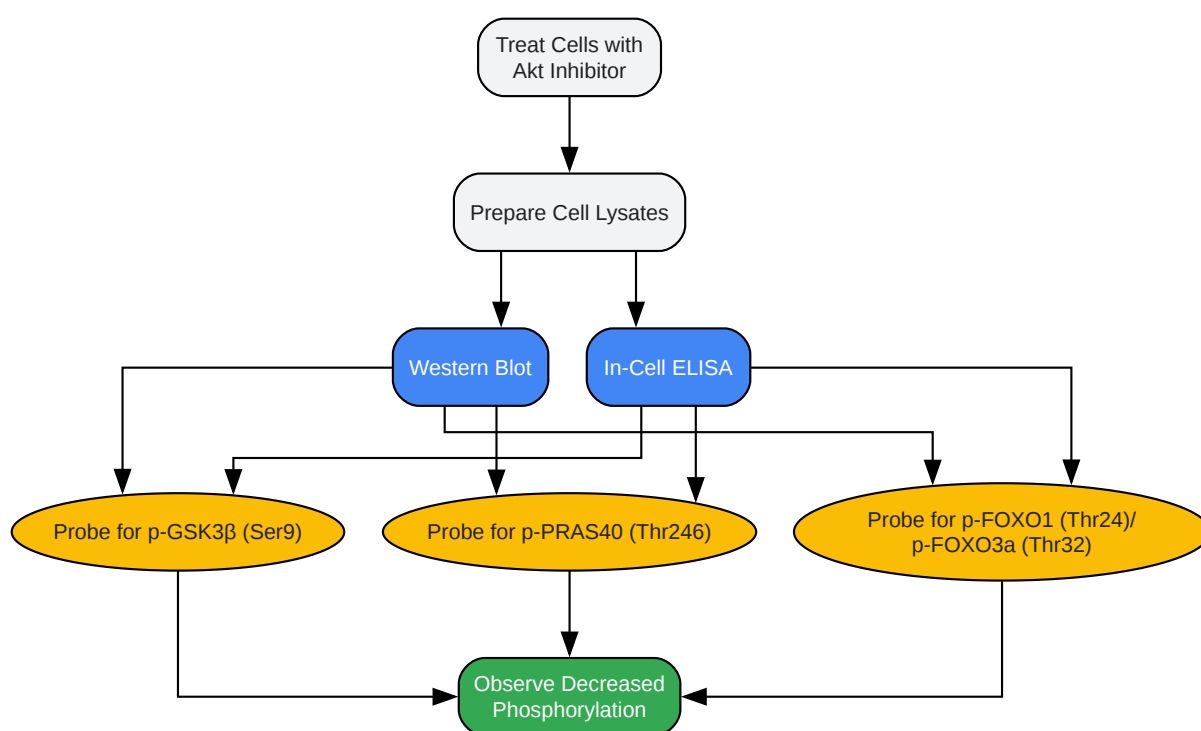 Treat Cells with
Akt Inhibitor
Prepare Cell Lysates
Western Blot
In-Cell ELISA
Probe for p-GSK3β (Ser9)
Probe for p-PRAS40 (Thr246)
Probe for p-FOXO1 (Thr24)/
p-FOXO3a (Thr32)
Observe Decreased
Phosphorylation